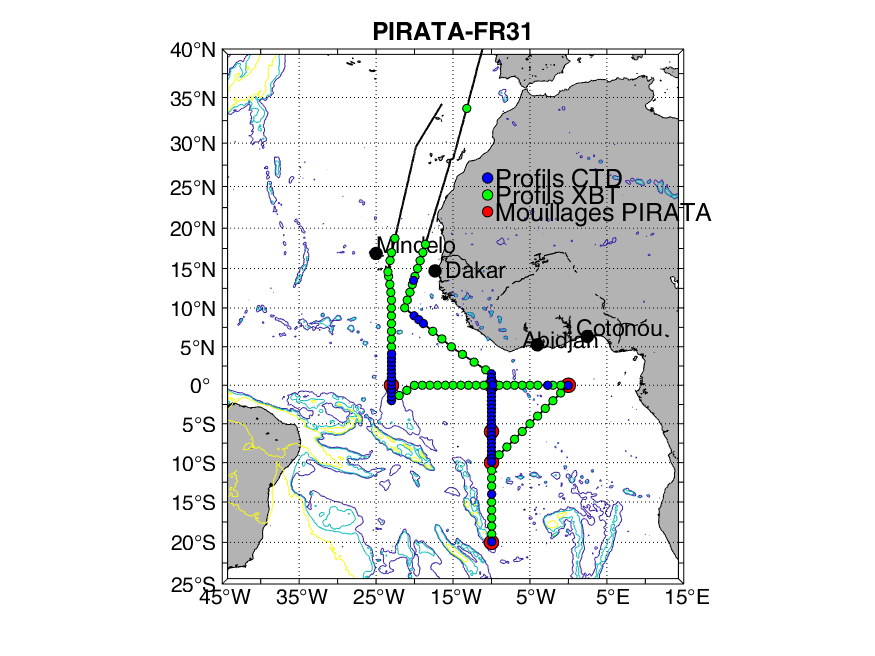 PIRATA-FR31
40°N
35°N
30°N
25°N
20°N
15°N
10°N
5°N
0°
5°S
10°S
15°S
20°S
25°S
Profils CTD
Profils XBT
Mouillages PIRATA
Mindelo
Dakar
Cotonou
Abidjan
45°W 35°W 25°W 15°W 5°W 5°E 15°E